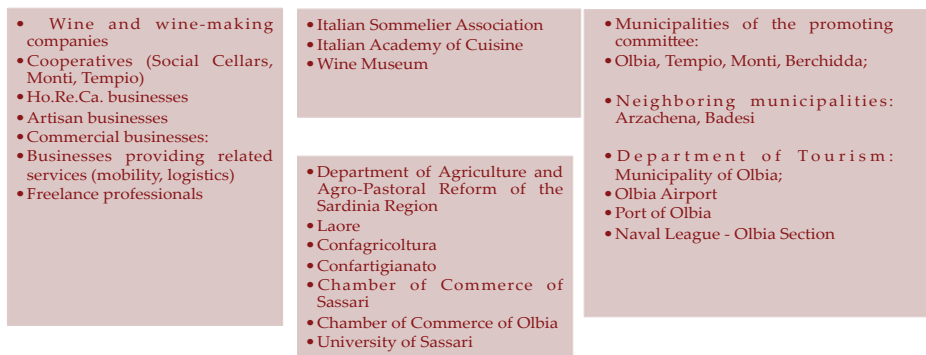 • Wine and wine-making
companies
• Cooperatives (Social Cellars,
Monti, Tempio)
• Ho.Re.Ca. businesses
• Artisan businesses
• Commercial businesses:
• Businesses providing related
services (mobility, logistics)
• Freelance professionals
• Italian Sommelier Association
• Italian Academy of Cuisine
• Wine Museum
• Department of Agriculture and
Agro-Pastoral Reform of the
Sardinia Region
• Laore
• Confagricoltura
• Confartigianato
• Chamber of Commerce of
Sassari
• Chamber of Commerce of Olbia
• University of Sassari
• Municipalities of the promoting
committee:
• Olbia, Tempio, Monti, Berchidda;
• Neighboring municipalities:
Arzachena, Badesi
• Department of Tourism:
Municipality of Olbia;
• Olbia Airport
• Port of Olbia
• Naval League - Olbia Section